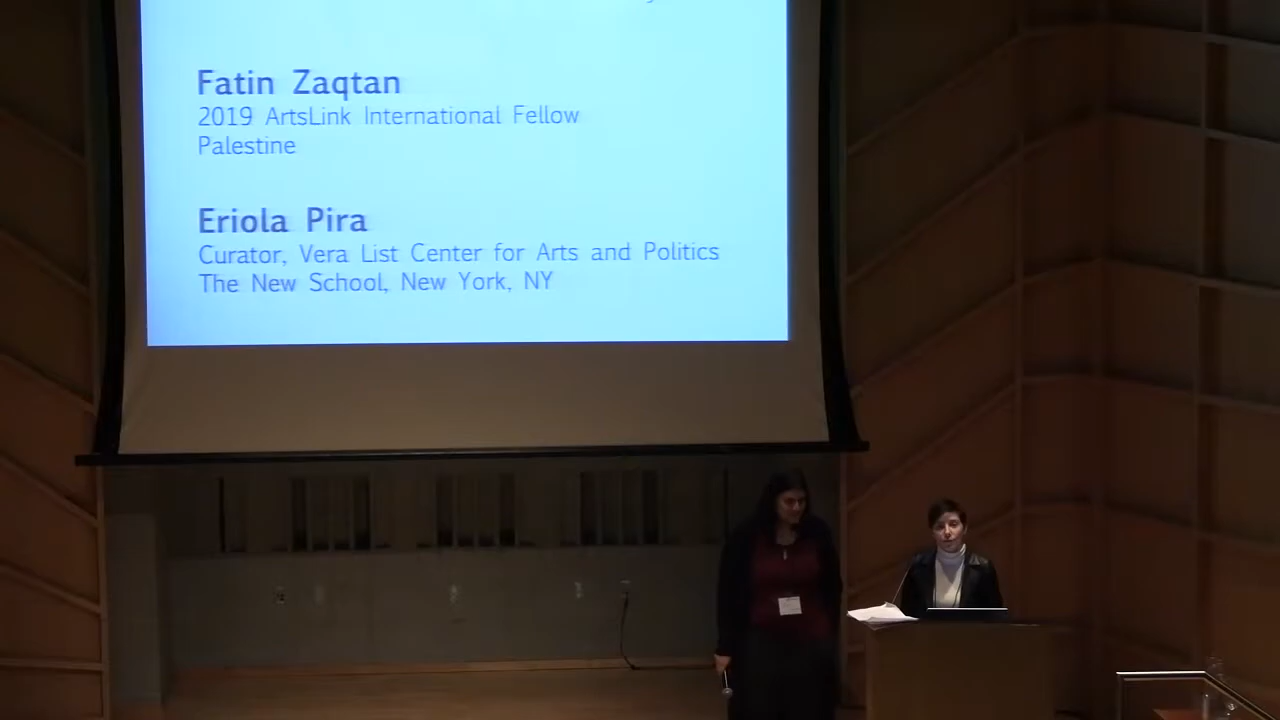 Fatin Zaqtan
2019 ArtsLink International Fellow
Palestine
Eriola Pira
Curator, Vera List Center for Arts and Politics
The New School, New York, NY